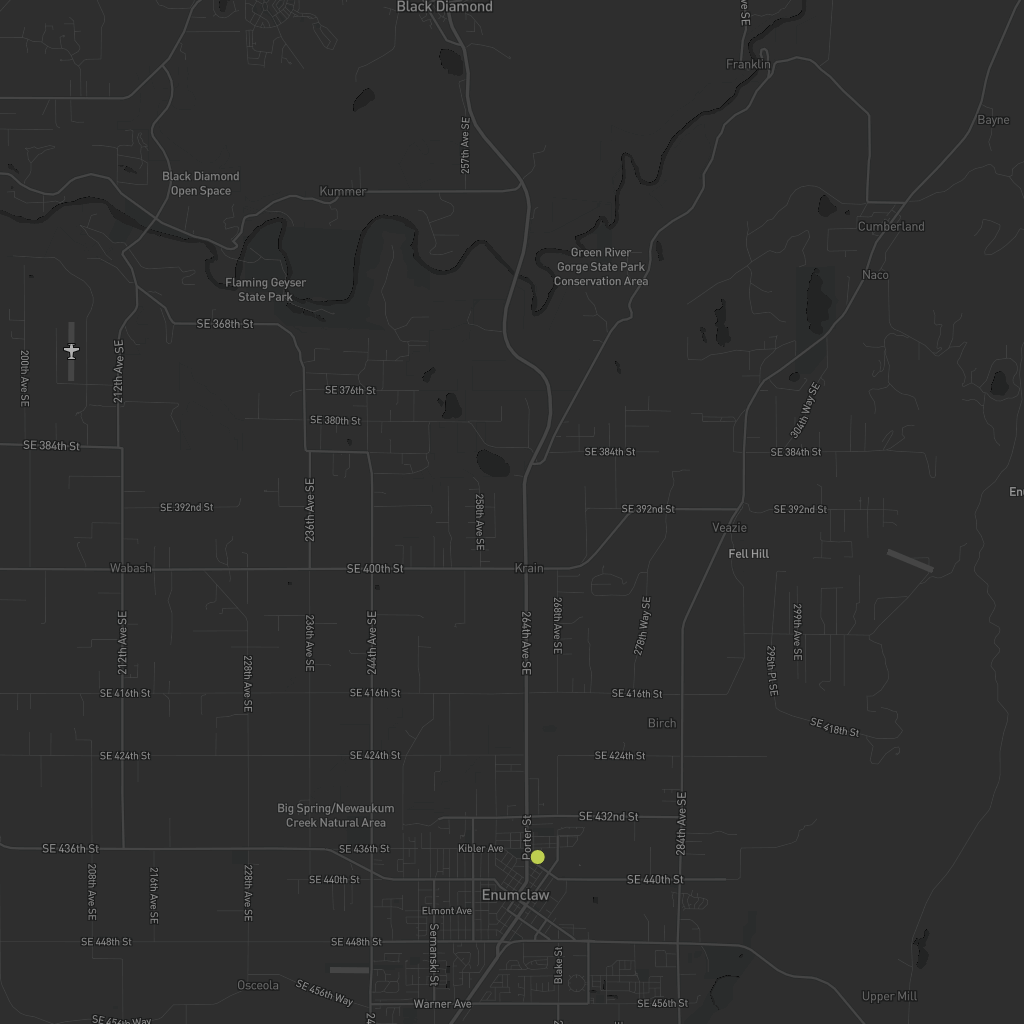 Black Diamond
ve SE
Franklin
Bayne
257th Ave SE
Black Diamond
Open Space
Kummer
Cumberland
Green River
Gorge State Park
Conservation Area
Naco
Flaming Geyser
State Park
SE 368th St
200th Ave SE
212th Ave SE
SE 376th St
304th Way SE
SE 380th St
SE 384th St
SE 384th St
SE 384th St
En
236th Ave SE
258th Ave SE
SE 392nd St
SE 392nd St
SE 392nd St
Veazie
Fell Hill
Wabash
SE 400th St
Krain
212th Ave SE
236th Ave SE
244th Ave SE
264th Ave SE
268th Ave SE
278th Way SE
299th Ave SE
228th Ave SE
295th Pl SE
SE 416th St
SE 416th St
SE 416th St
Birch
SE 418th St
SE 424th St
SE 424th St
SE 424th St
Big Spring/Newaukum
Creek Natural Area
SE 432nd St
Porter St
284th Ave SE
SE 436th St
SE 436th St
Kibler Ave
208th Ave SE
216th Ave SE
228th Ave SE
SE 440th St
SE 440th St
Enumclaw
Elmont Ave
SE 448th St
SE 448th St
Semanski St
Blake St
Osceola
SE 456th Way
Warner Ave
SE 456th St
Upper Mill
SE 456th Way
24
2